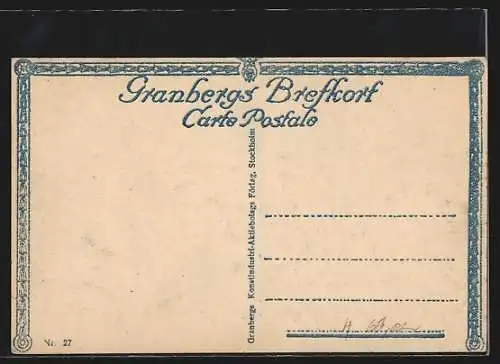 Granbergs Brefkort
Carte Postale
Granbergs Konstindustri-Aktiebolags Förlag, Stockholm
Nr. 27